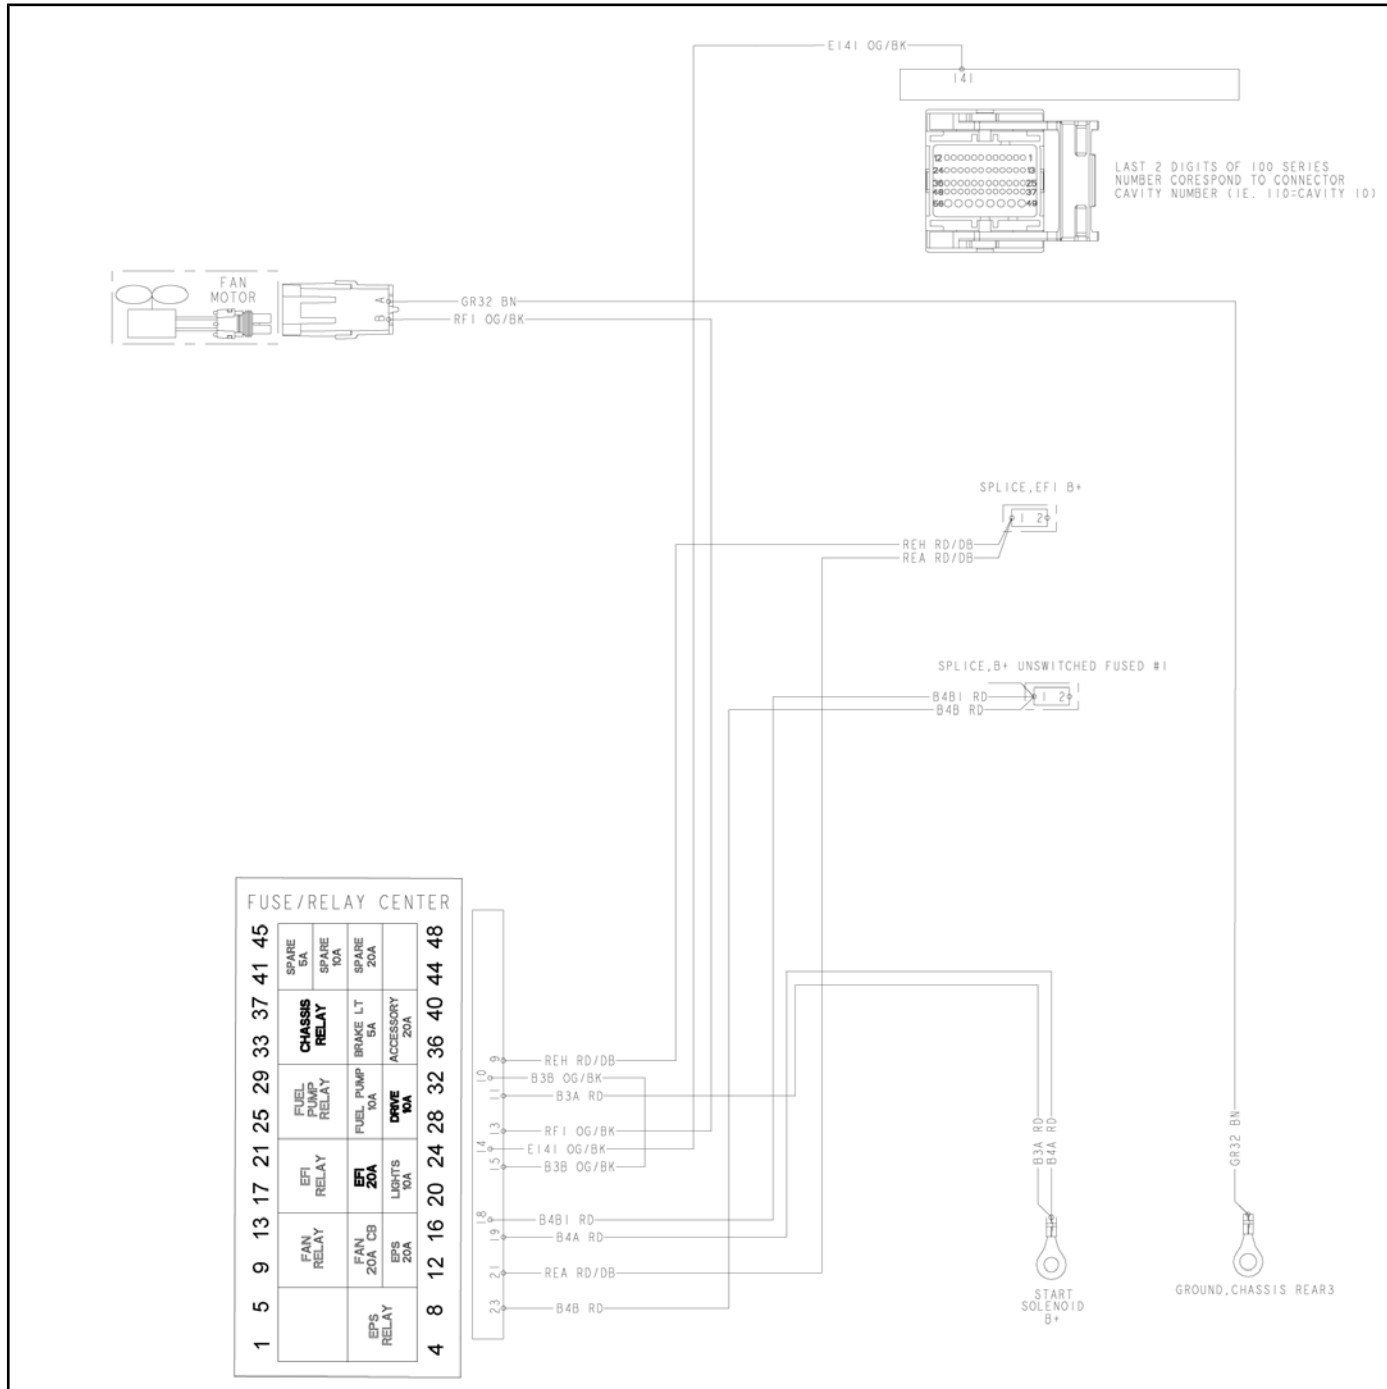 E141 OG/BK
141
12 1
24 13
36 25
48 37
56 49
LAST 2 DIGITS OF 100 SERIES
NUMBER CORESPOND TO CONNECTOR
CAVITY NUMBER (IE. 110=CAVITY 10)
FAN
MOTOR
A
B
GR32 BN
RF1 OG/BK
SPLICE,EFI B+
1 2
REH RD/DB
REA RD/DB
SPLICE,B+ UNSWITCHED FUSED #1
1 2
B4B1 RD
B4B RD
FUSE/RELAY CENTER
45
41
37
33
29
25
21
17
13
9
5
1
SPARE
5A
SPARE
10A
SPARE
20A
CHASSIS
RELAY
BRAKE LT
5A
ACCESSORY
20A
FUEL
PUMP
RELAY
FUEL PUMP
10A
DRIVE
10A
EFI
RELAY
EFI
20A
LIGHTS
10A
FAN
RELAY
FAN
20A CB
EPS
20A
EPS
RELAY
48
44
40
36
32
28
24
20
16
12
8
4
9 REH RD/DB
10 B3B OG/BK
11 B3A RD
13 RF1 OG/BK
14 E141 OG/BK
15 B3B OG/BK
18 B4B1 RD
19 B4A RD
21 REA RD/DB
23 B4B RD
B3A RD
B4A RD
GR32 BN
START
SOLENOID
B+
GROUND,CHASSIS REAR3